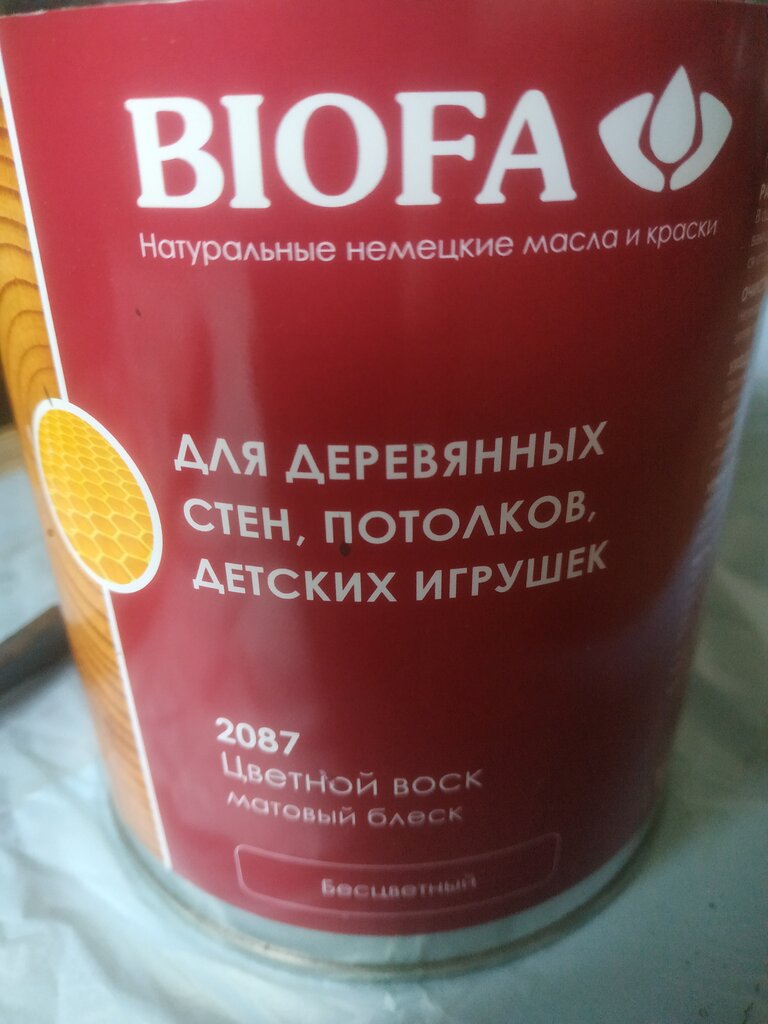 BIOFA
Натуральные немецкие масла и краски
ДЛЯ ДЕРЕВЯННЫХ
СТЕН, ПОТОЛКОВ,
ДЕТСКИХ ИГРУШЕК
2087
Цветной воск
матовый блеск
Бесцветный